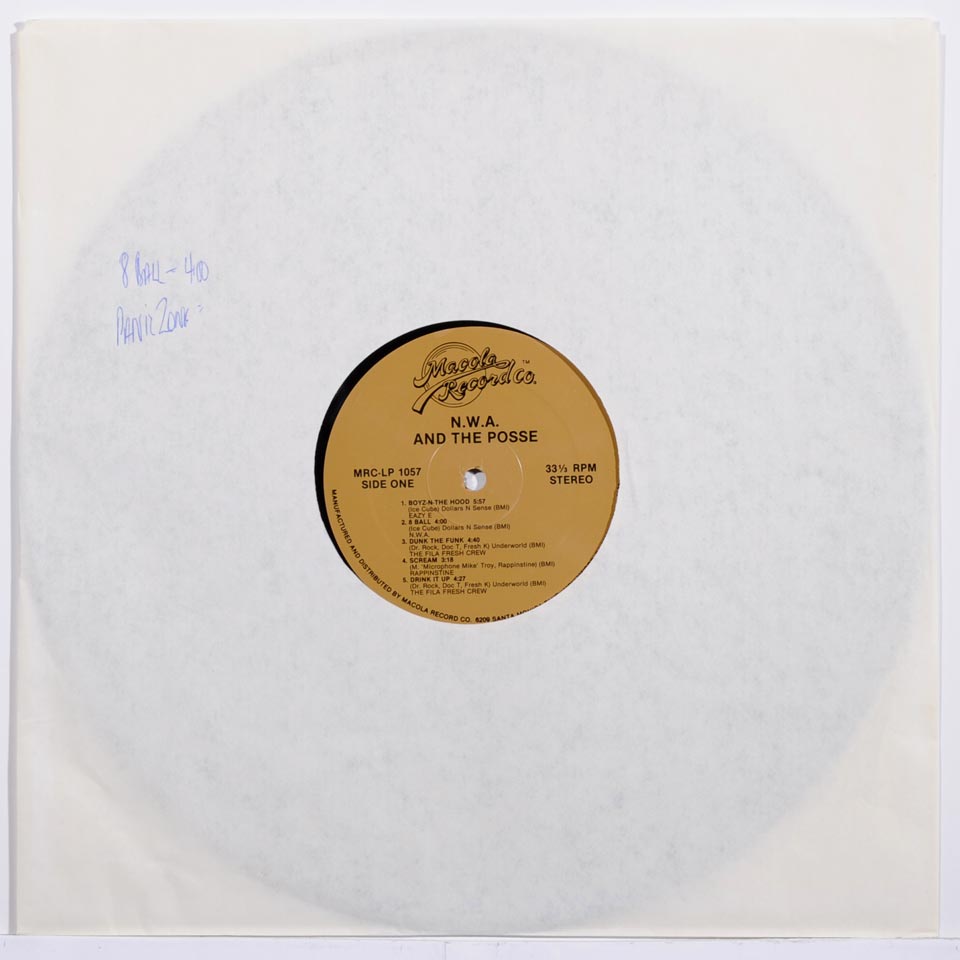 8 BALL - 400
PANIC ZONE =
Macola
Record Co.™
N.W.A.
AND THE POSSE
MRC-LP 1057
SIDE ONE
33⅓ RPM
STEREO
1. BOYZ-N-THE HOOD 5:57
(Ice Cube) Dollars N Sense (BMI)
EAZY E
2. 8 BALL 4:00
(Ice Cube) Dollars N Sense (BMI)
N.W.A.
3. DUNK THE FUNK 4:40
(Dr. Rock, Doc T, Fresh K) Underworld (BMI)
THE FILA FRESH CREW
4. SCREAM 3:18
(M. 'Microphone Mike' Troy, Rappinstine) (BMI)
RAPPINSTINE
5. DRINK IT UP 4:27
(Dr. Rock, Doc T, Fresh K) Underworld (BMI)
THE FILA FRESH CREW
MANUFACTURED AND DISTRIBUTED BY MACOLA RECORD CO. 6209 SANTA